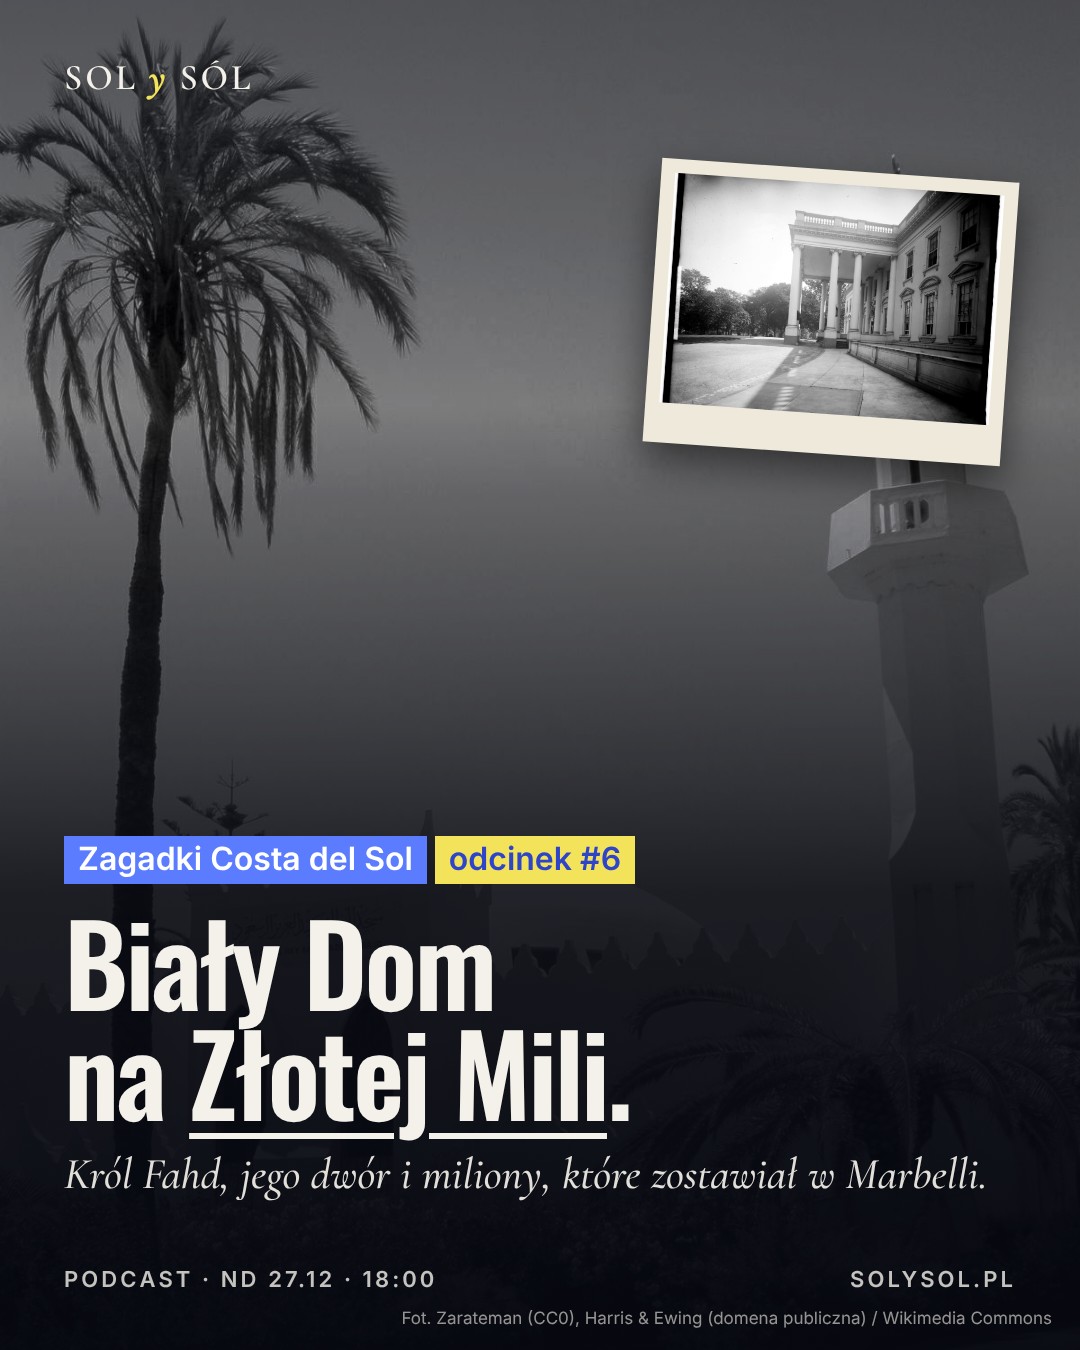 SOL y SÓL
Zagadki Costa del Sol odcinek #6
Biały Dom
na Złotej Mili.
Król Fahd, jego dwór i miliony, które zostawiał w Marbelli.
PODCAST · ND 27.12 · 18:00 SOLYSOL.PL
Fot. Zarateman (CC0), Harris & Ewing (domena publiczna) / Wikimedia Commons